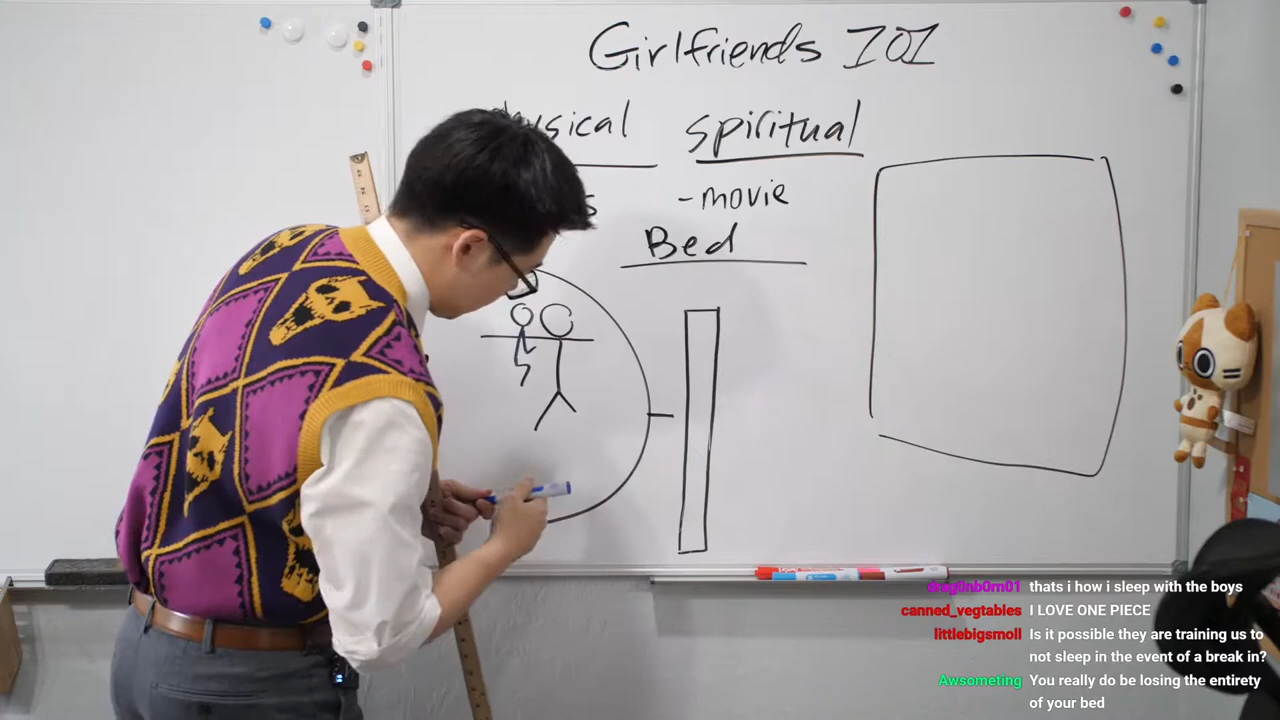 Girlfriends 101
physical spiritual
-movie
Bed
drag0nb0rn01 thats i how i sleep with the boys
canned_vegtables I LOVE ONE PIECE
littlebigsmoll Is it possible they are training us to
not sleep in the event of a break in?
Awsometing You really do be losing the entirety
of your bed